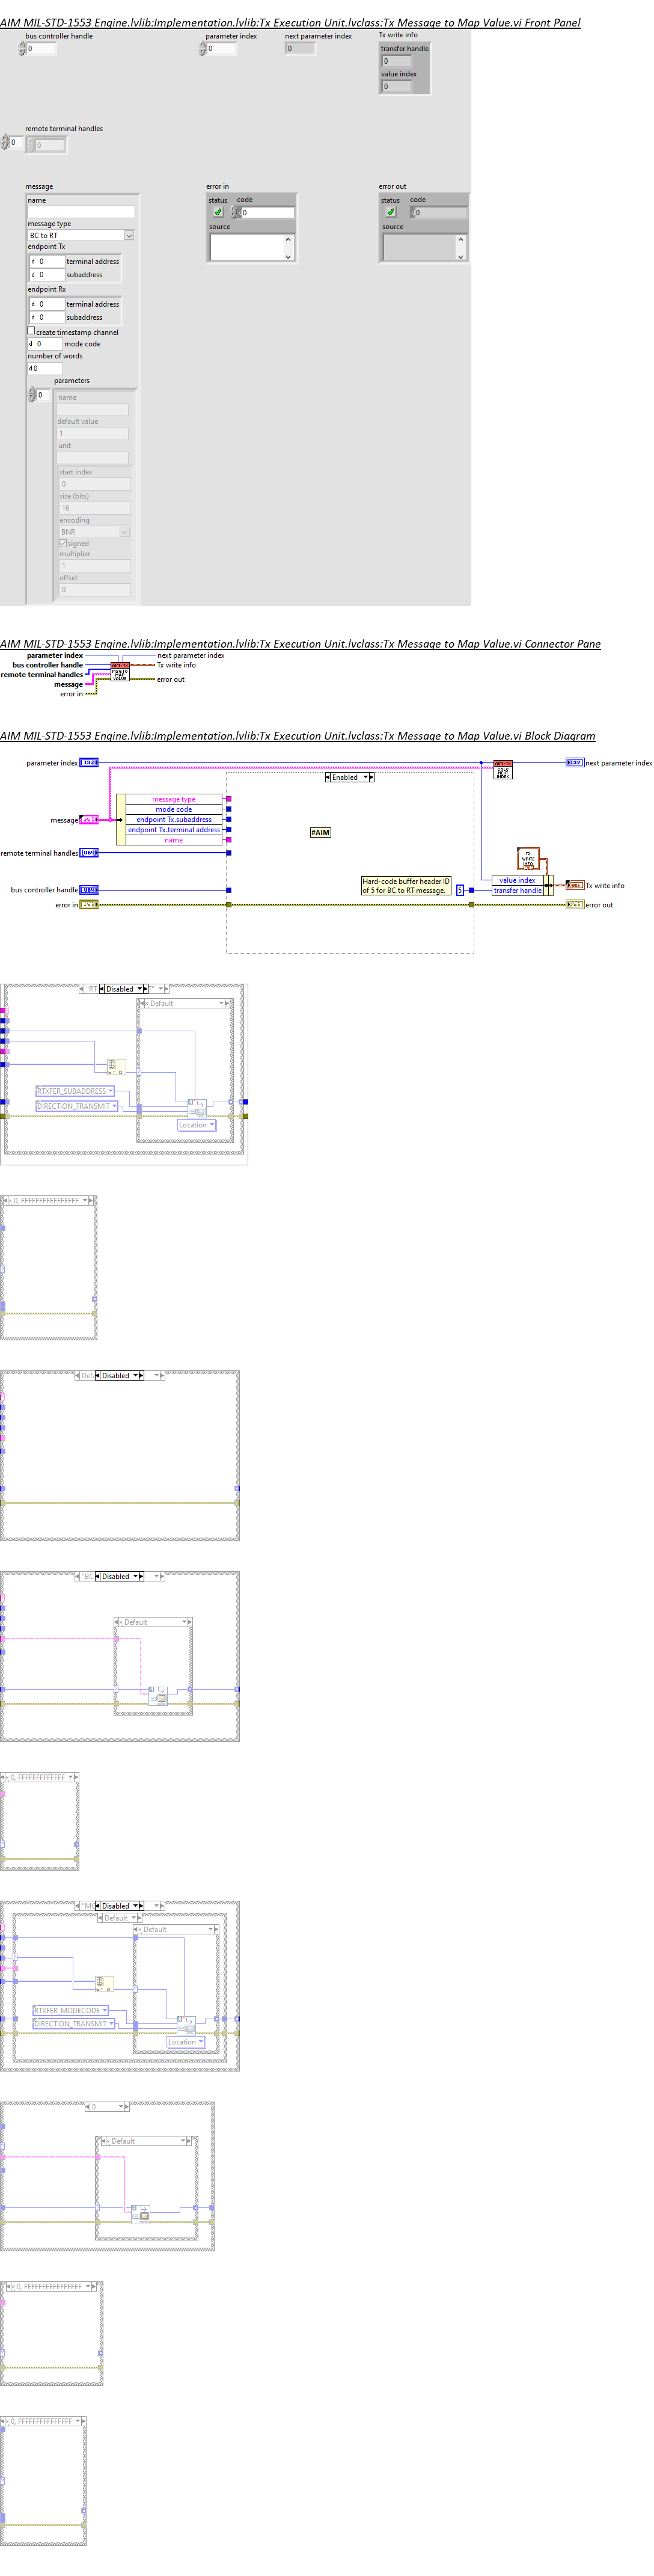 AIM MIL-STD-1553 Engine.lvlib:Implementation.lvlib:Tx Execution Unit.lvclass:Tx Message to Map Value.vi Front Panel
bus controller handle
0
parameter index
0
next parameter index
0
Tx write info
transfer handle
0
value index
0
remote terminal handles
0
0
message
name
message type
BC to RT
endpoint Tx
d 0 terminal address
d 0 subaddress
endpoint Rx
d 0 terminal address
d 0 subaddress
create timestamp channel
d 0 mode code
number of words
d 0
parameters
0
name
default value
1
unit
start index
0
size (bits)
16
encoding
BNR
signed
multiplier
1
offset
0
error in
status code
0
source
error out
status code
0
source
AIM MIL-STD-1553 Engine.lvlib:Implementation.lvlib:Tx Execution Unit.lvclass:Tx Message to Map Value.vi Connector Pane
parameter index
bus controller handle
remote terminal handles
message
error in
next parameter index
Tx write info
error out
AIM MIL-STD-1553 Engine.lvlib:Implementation.lvlib:Tx Execution Unit.lvclass:Tx Message to Map Value.vi Block Diagram
parameter index
I32
Enabled
I32
next parameter index
message
message type
mode code
endpoint Tx.subaddress
endpoint Tx.terminal address
name
#AIM
remote terminal handles
TX
WRITE
INFO
Hard-code buffer header ID
of 5 for BC to RT message.
5
value index
transfer handle
Tx write info
bus controller handle
error in
error out
Disabled
Default
RTXFER_SUBADDRESS
DIRECTION_TRANSMIT
Location
0, FFFFFFFFFFFFFFFF
Disabled
Disabled
Default
0, FFFFFFFFFFFFF
Disabled
Default
Default
RTXFER_MODECODE
DIRECTION_TRANSMIT
Location
0
Default
0, FFFFFFFFFFFFFFFF
0, FFFFFFFFFFFFFFF